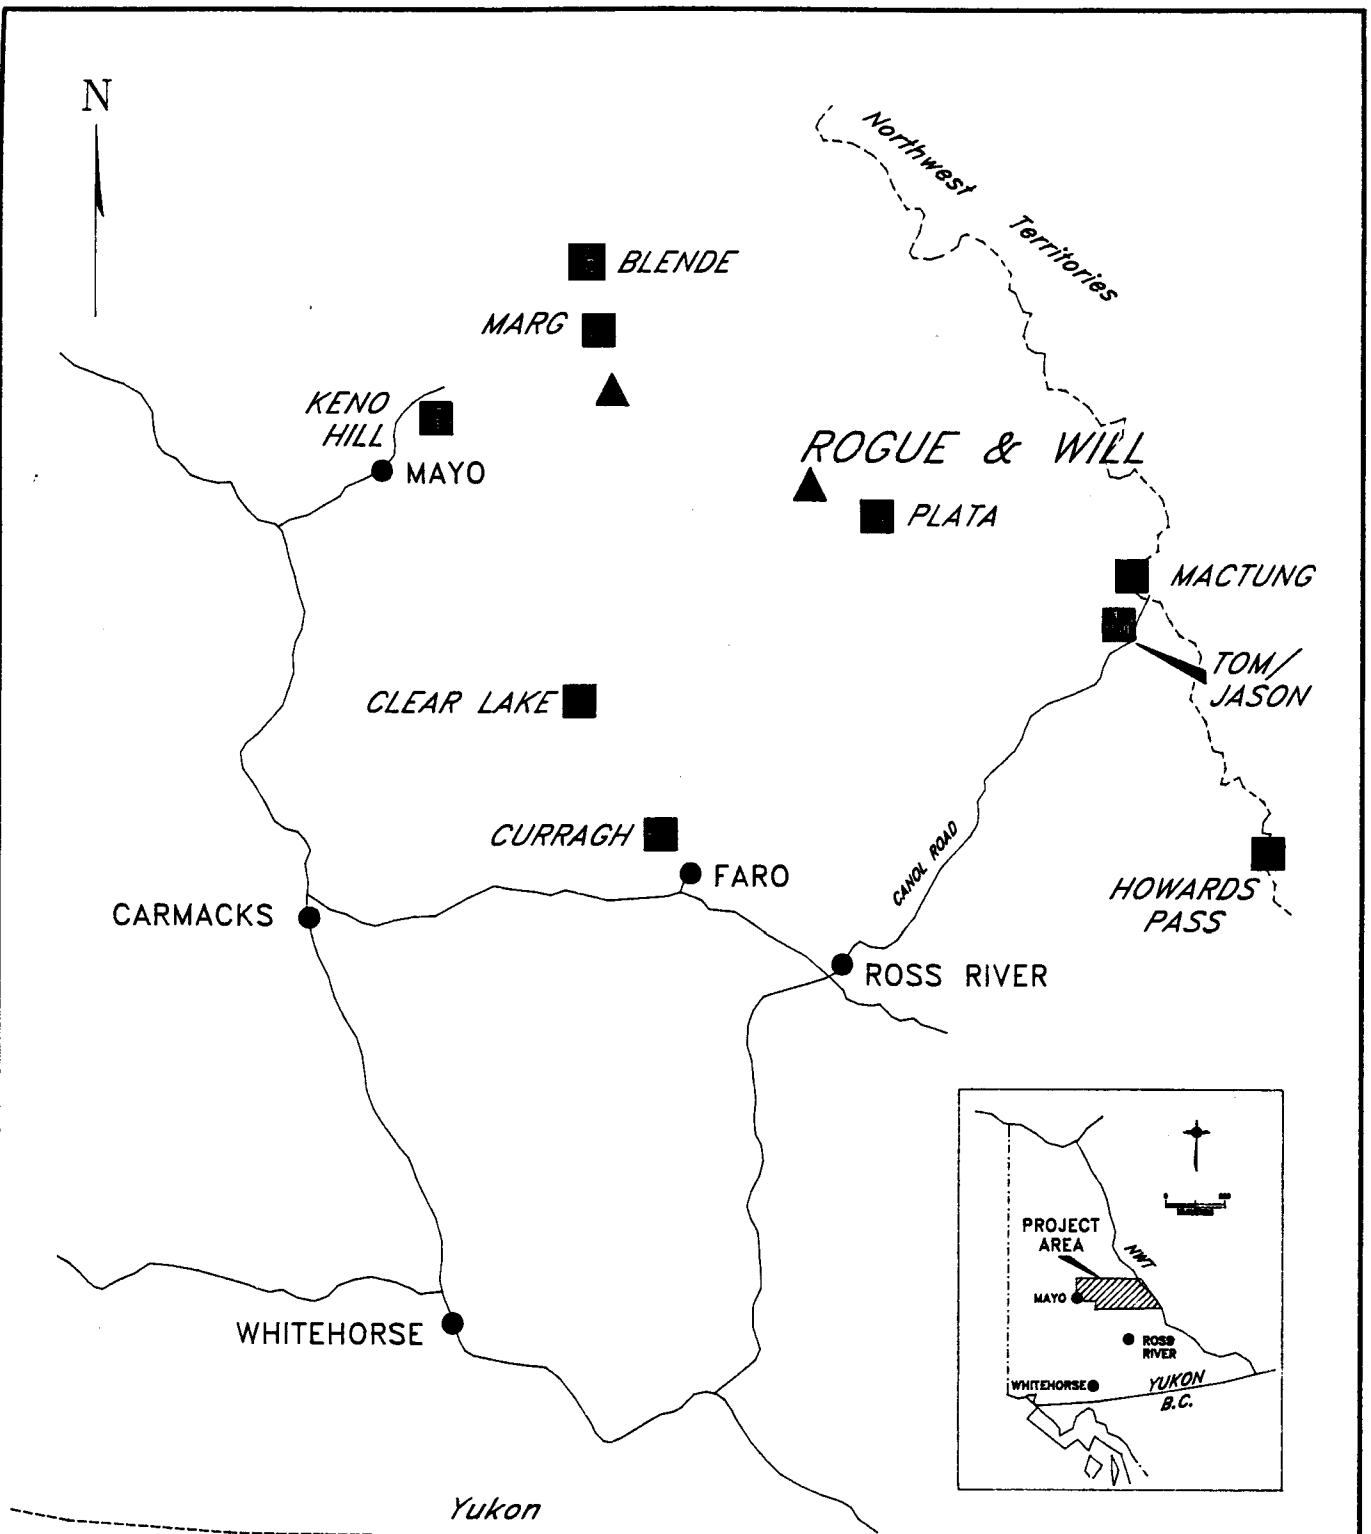 N
Northwest
Territories
BLENDE
MARG
KENO
HILL
MAYO
ROGUE & WILL
PLATA
MACTUNG
TOM/
JASON
CLEAR LAKE
CURRAGH
FARO
CANOL ROAD
HOWARDS
PASS
CARMACKS
ROSS RIVER
WHITEHORSE
Yukon
PROJECT
AREA
NWT
MAYO
ROSS
RIVER
WHITEHORSE
YUKON
B.C.